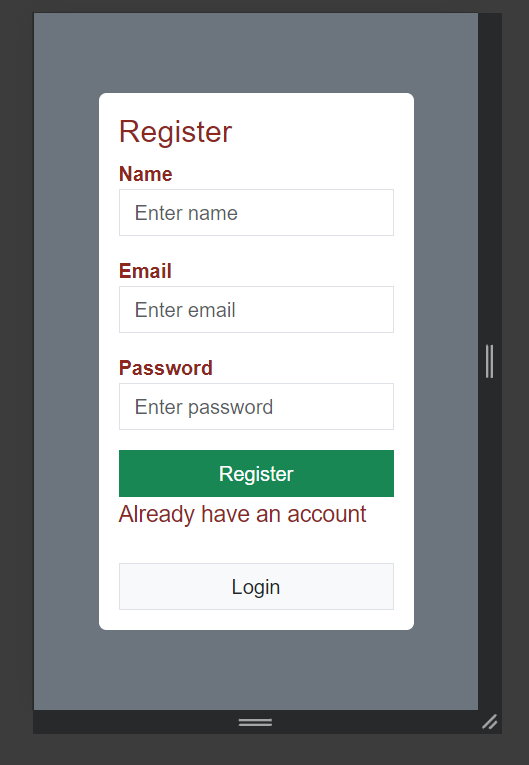 Register
Name
Enter name
Email
Enter email
Password
Enter password
Register
Already have an account
Login